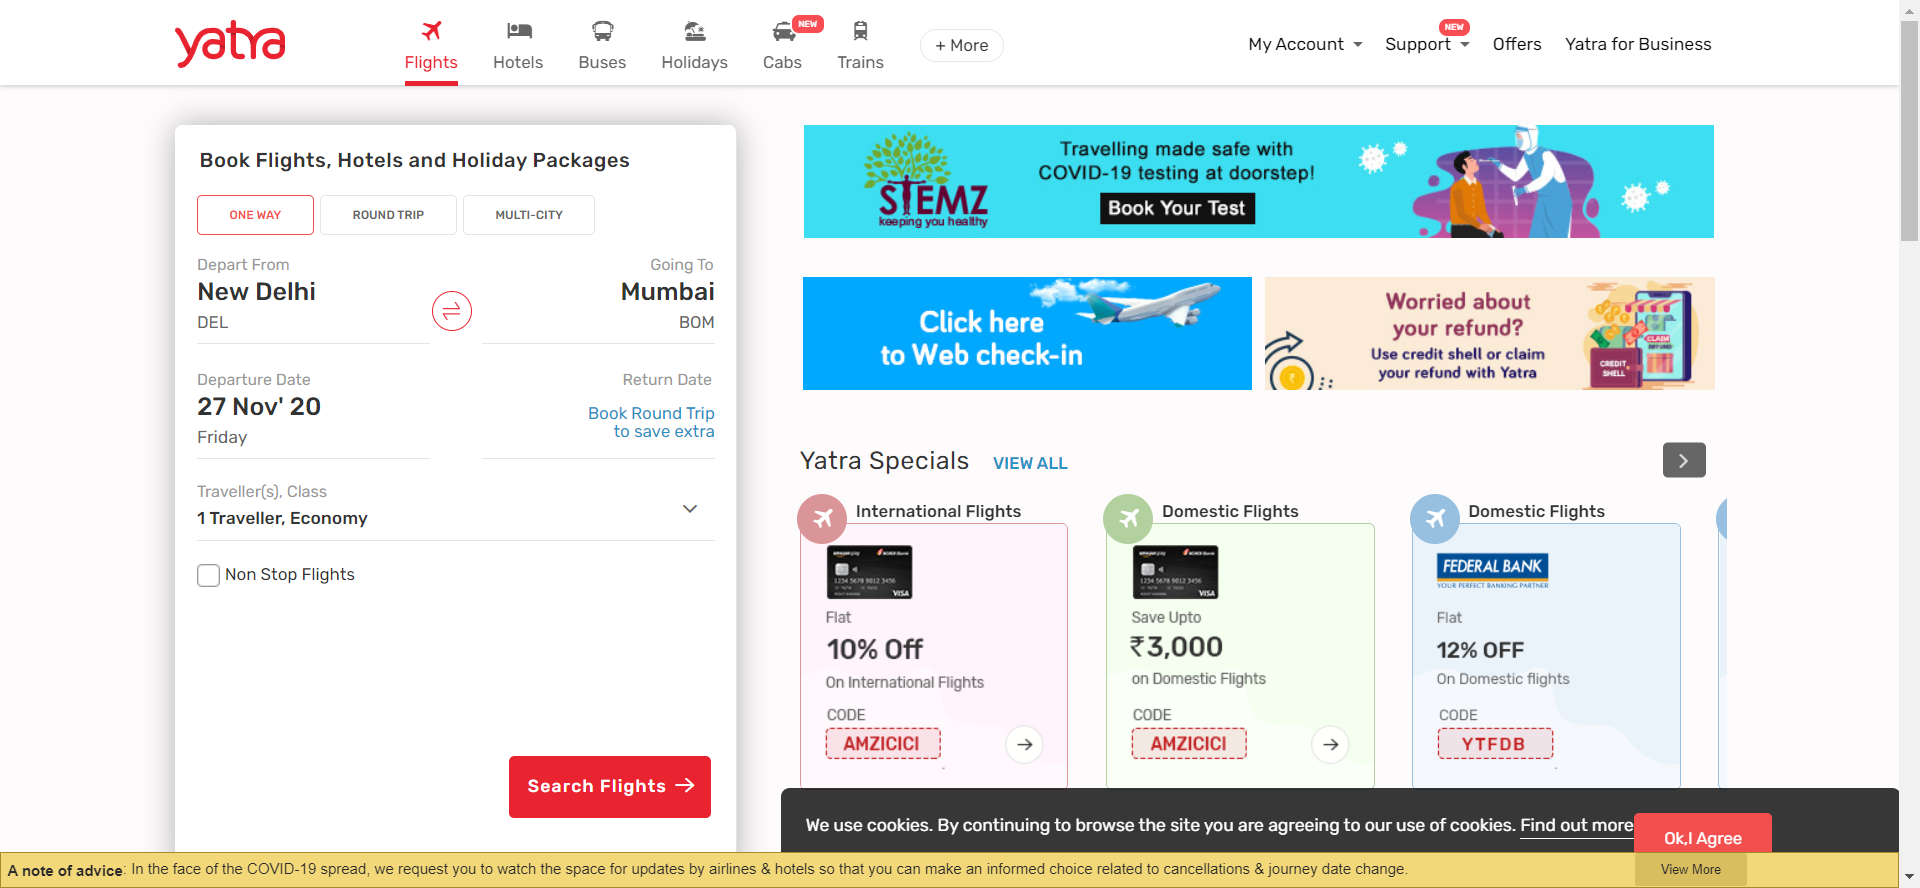 yatra
Flights
Hotels
Buses
Holidays
Cabs
NEW
Trains
+ More
My Account
Support
NEW
Offers
Yatra for Business
Book Flights, Hotels and Holiday Packages
ONE WAY
ROUND TRIP
MULTI-CITY
Depart From
New Delhi
DEL
Going To
Mumbai
BOM
Departure Date
27 Nov' 20
Friday
Return Date
Book Round Trip
to save extra
Traveller(s), Class
1 Traveller, Economy
Non Stop Flights
Search Flights
STEMZ
keeping you healthy
Travelling made safe with
COVID-19 testing at doorstep!
Book Your Test
Click here
to Web check-in
Worried about
your refund?
Use credit shell or claim
your refund with Yatra
CREDIT
SHELL
CLAIM
Yatra Specials
VIEW ALL
International Flights
1234 5678 9012 3456
VISA
Flat
10% Off
On International Flights
CODE
AMZICICI
Domestic Flights
1234 5678 9012 3456
VISA
Save Upto
₹3,000
on Domestic Flights
CODE
AMZICICI
Domestic Flights
FEDERAL BANK
YOUR PERFECT BANKING PARTNER
Flat
12% OFF
On Domestic flights
CODE
YTFDB
We use cookies. By continuing to browse the site you are agreeing to our use of cookies. Find out more
Ok,I Agree
A note of advice: In the face of the COVID-19 spread, we request you to watch the space for updates by airlines & hotels so that you can make an informed choice related to cancellations & journey date change.
View More